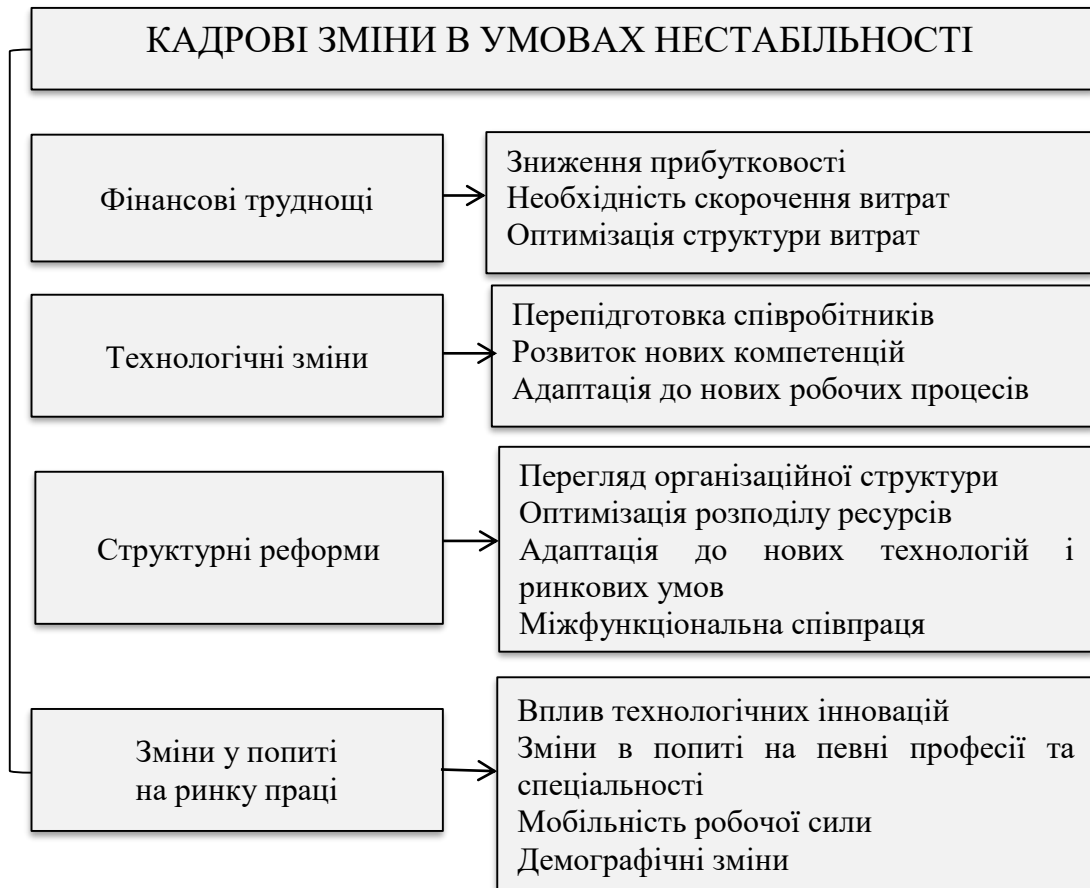 КАДРОВІ ЗМІНИ В УМОВАХ НЕСТАБІЛЬНОСТІ
Фінансові труднощі
Зниження прибутковості
Необхідність скорочення витрат
Оптимізація структури витрат
Технологічні зміни
Перепідготовка співробітників
Розвиток нових компетенцій
Адаптація до нових робочих процесів
Структурні реформи
Перегляд організаційної структури
Оптимізація розподілу ресурсів
Адаптація до нових технологій і
ринкових умов
Міжфункціональна співпраця
Зміни у попиті
на ринку праці
Вплив технологічних інновацій
Зміни в попиті на певні професії та
спеціальності
Мобільність робочої сили
Демографічні зміни